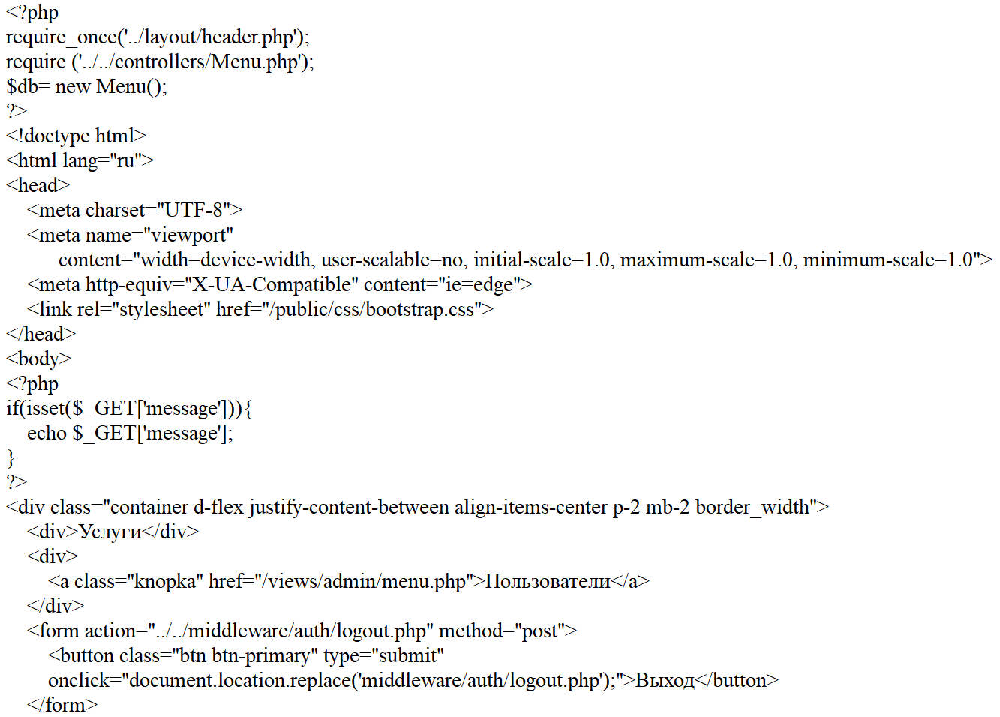 <?php
require_once('../layout/header.php');
require ('../../controllers/Menu.php');
$db= new Menu();
?>
<!doctype html>
<html lang="ru">
<head>
    <meta charset="UTF-8">
    <meta name="viewport"
          content="width=device-width, user-scalable=no, initial-scale=1.0, maximum-scale=1.0, minimum-scale=1.0">
    <meta http-equiv="X-UA-Compatible" content="ie=edge">
    <link rel="stylesheet" href="/public/css/bootstrap.css">
</head>
<body>
<?php
if(isset($_GET['message'])){
    echo $_GET['message'];
}
?>
<div class="container d-flex justify-content-between align-items-center p-2 mb-2 border_width">
    <div>Услуги</div>
    <div>
        <a class="knopka" href="/views/admin/menu.php">Пользователи</a>
    </div>
    <form action="../../middleware/auth/logout.php" method="post">
        <button class="btn btn-primary" type="submit"
        onclick="document.location.replace('middleware/auth/logout.php');">Выход</button>
    </form>